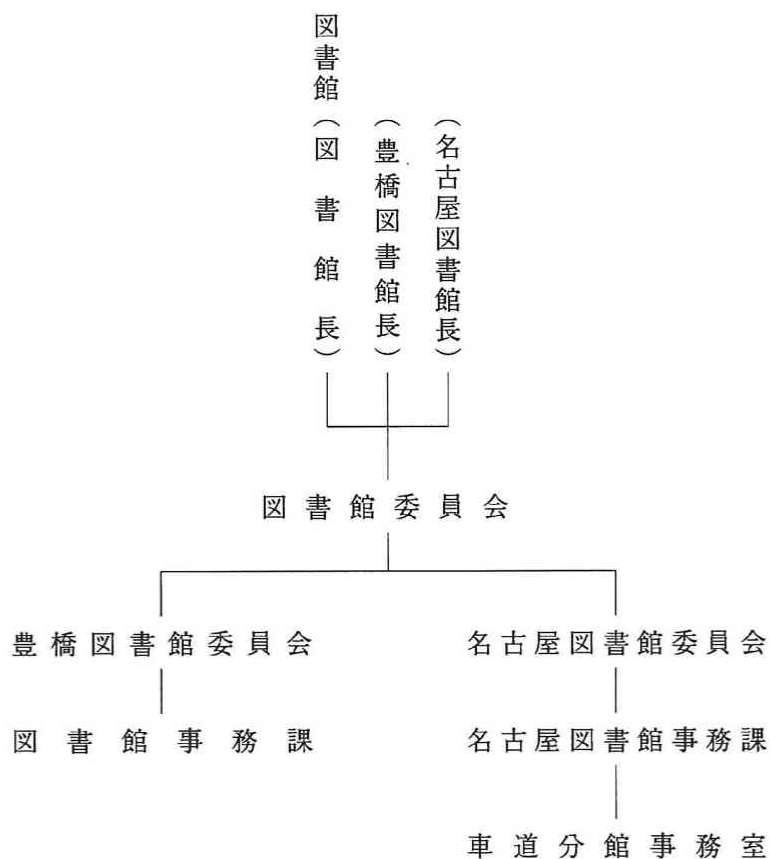 図書館（図書館長）
（豊橋図書館長）
（名古屋図書館長）
図書館委員会
豊橋図書館委員会
名古屋図書館委員会
図書館事務課
名古屋図書館事務課
車道分館事務室